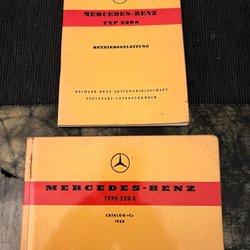 MERCEDES-BENZ
TYP 220S
BETRIEBSANLEITUNG
DAIMLER-BENZ AKTIENGESELLSCHAFT
STUTTGART-UNTERTÜRKHEIM
MERCEDES-BENZ
TYPE 220 S
CATALOG »C«
1956